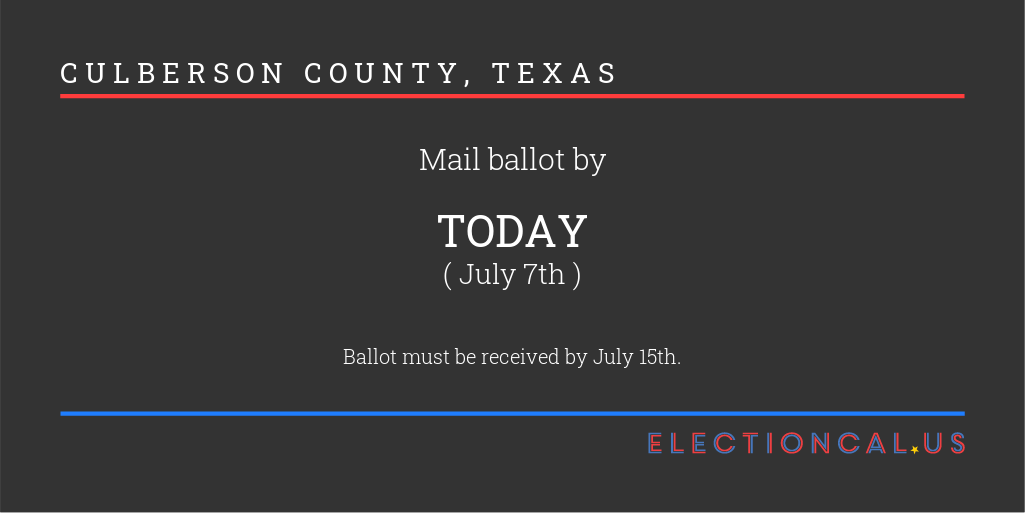 CULBERSON COUNTY, TEXAS
Mail ballot by
TODAY
( July 7th )
Ballot must be received by July 15th.
ELECTIONCAL.US